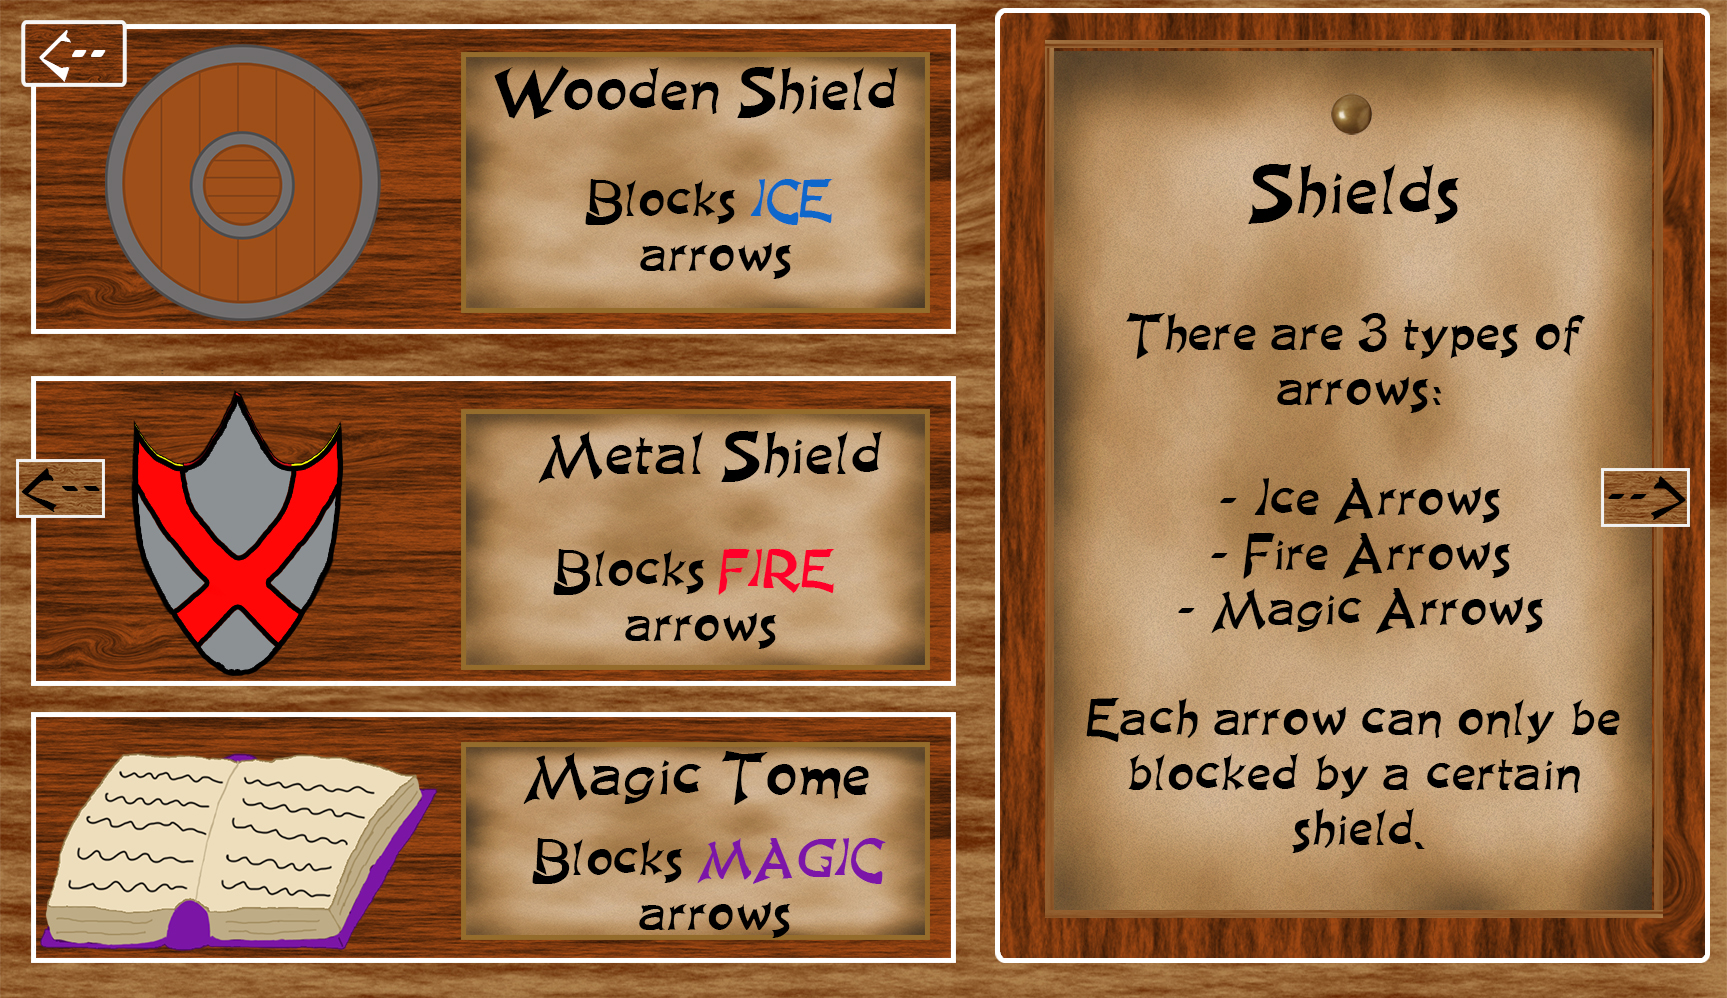 Wooden Shield
Blocks ICE
arrows
Metal Shield
Blocks FIRE
arrows
Magic Tome
Blocks MAGIC
arrows
Shields
There are 3 types of
arrows:
- Ice Arrows
- Fire Arrows
- Magic Arrows
Each arrow can only be
blocked by a certain
shield.